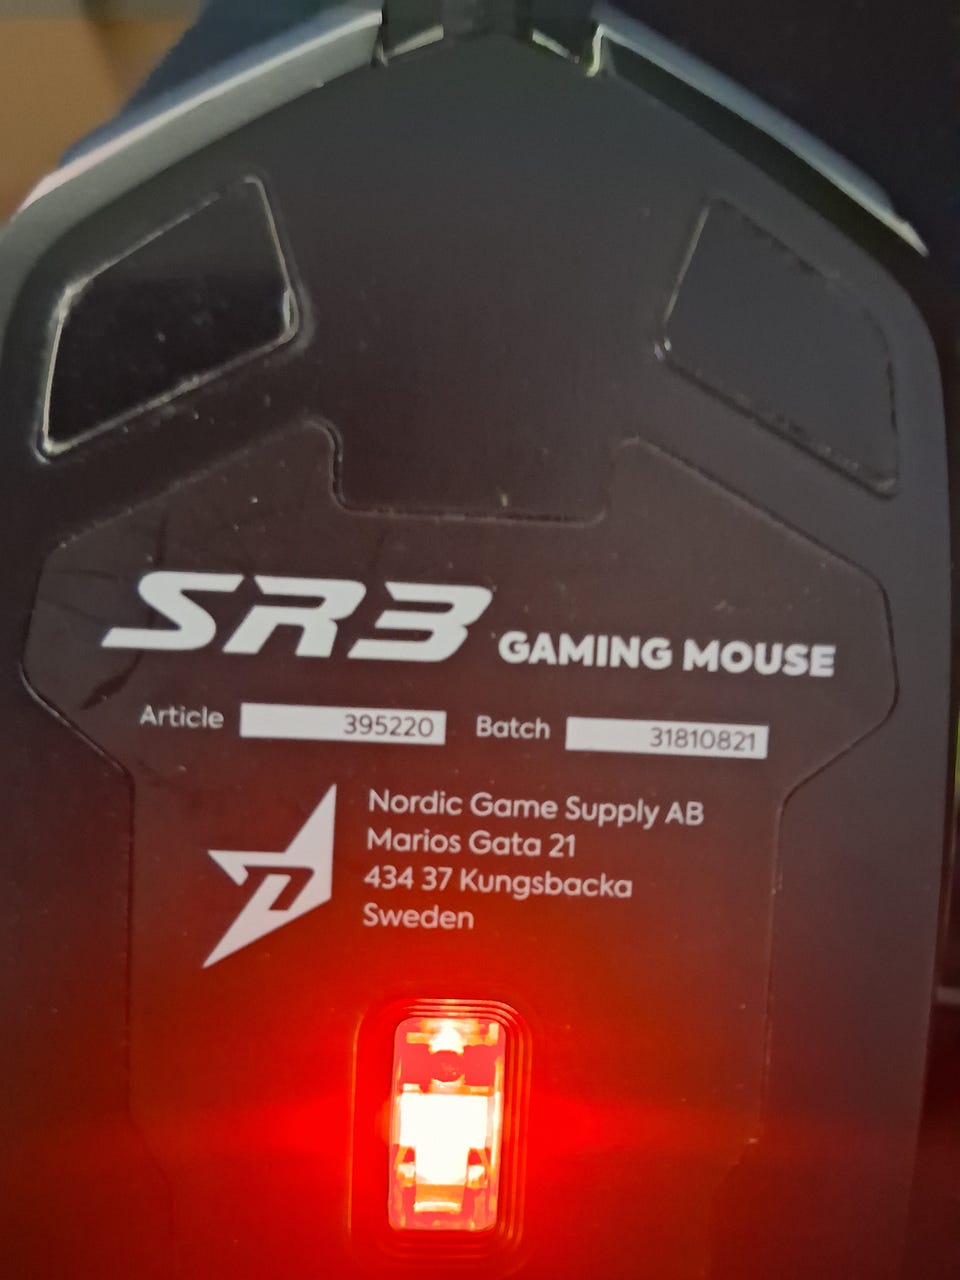 SR3 GAMING MOUSE
Article 395220 Batch 31810821
Nordic Game Supply AB
Marios Gata 21
434 37 Kungsbacka
Sweden